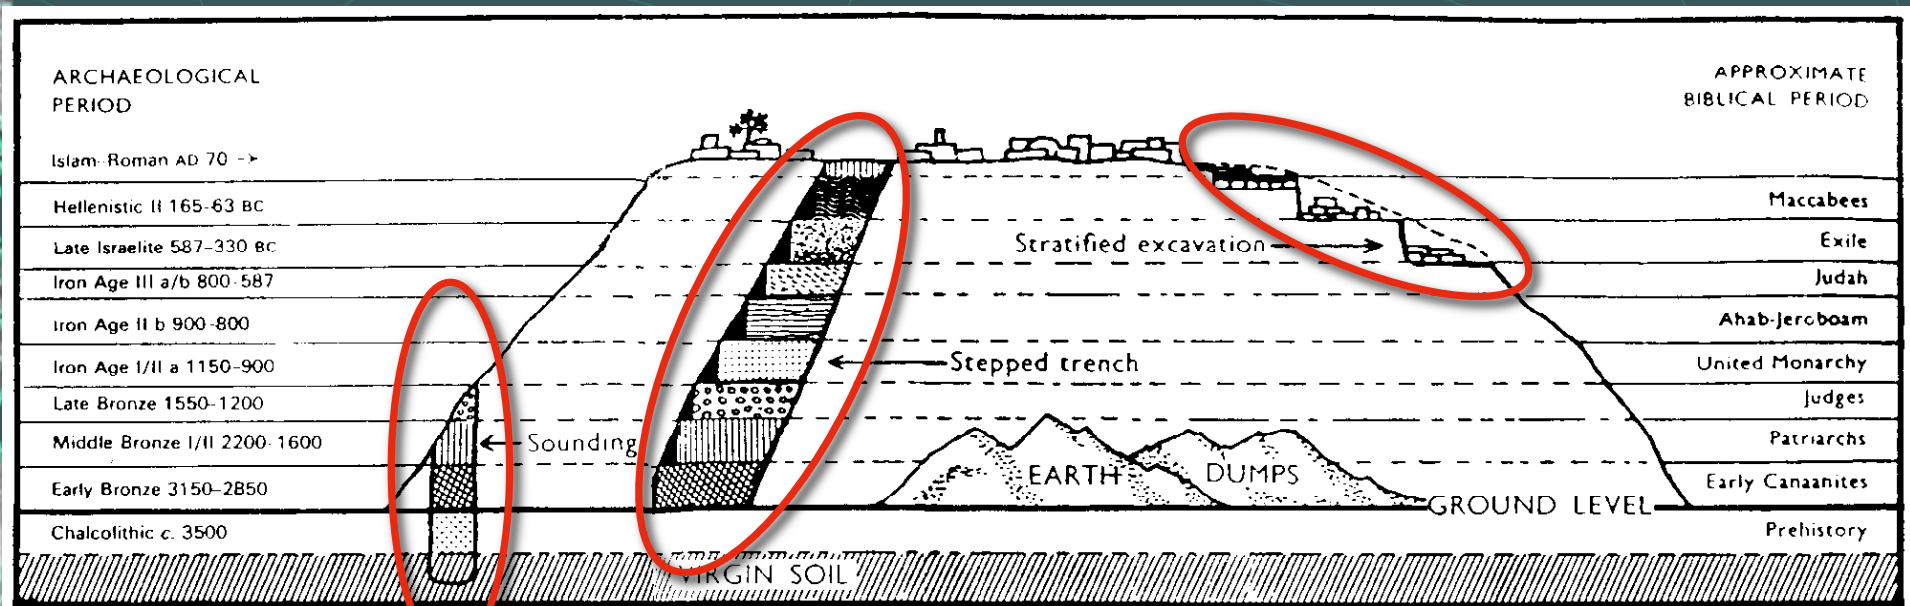 ARCHAEOLOGICAL
PERIOD
APPROXIMATE
BIBLICAL PERIOD
Islam-Roman AD 70 ->
Hellenistic II 165-63 BC
Maccabees
Late Israelite 587-330 BC
Stratified excavation
Exile
Iron Age III a/b 800-587
Judah
Iron Age II b 900-800
Ahab-Jeroboam
Iron Age I/II a 1150-900
Stepped trench
United Monarchy
Late Bronze 1550-1200
Judges
Middle Bronze I/II 2200-1600
Sounding
Patriarchs
Early Bronze 3150-2850
EARTH
DUMPS
Early Canaanites
GROUND LEVEL
Chalcolithic c. 3500
Prehistory
VIRGIN SOIL